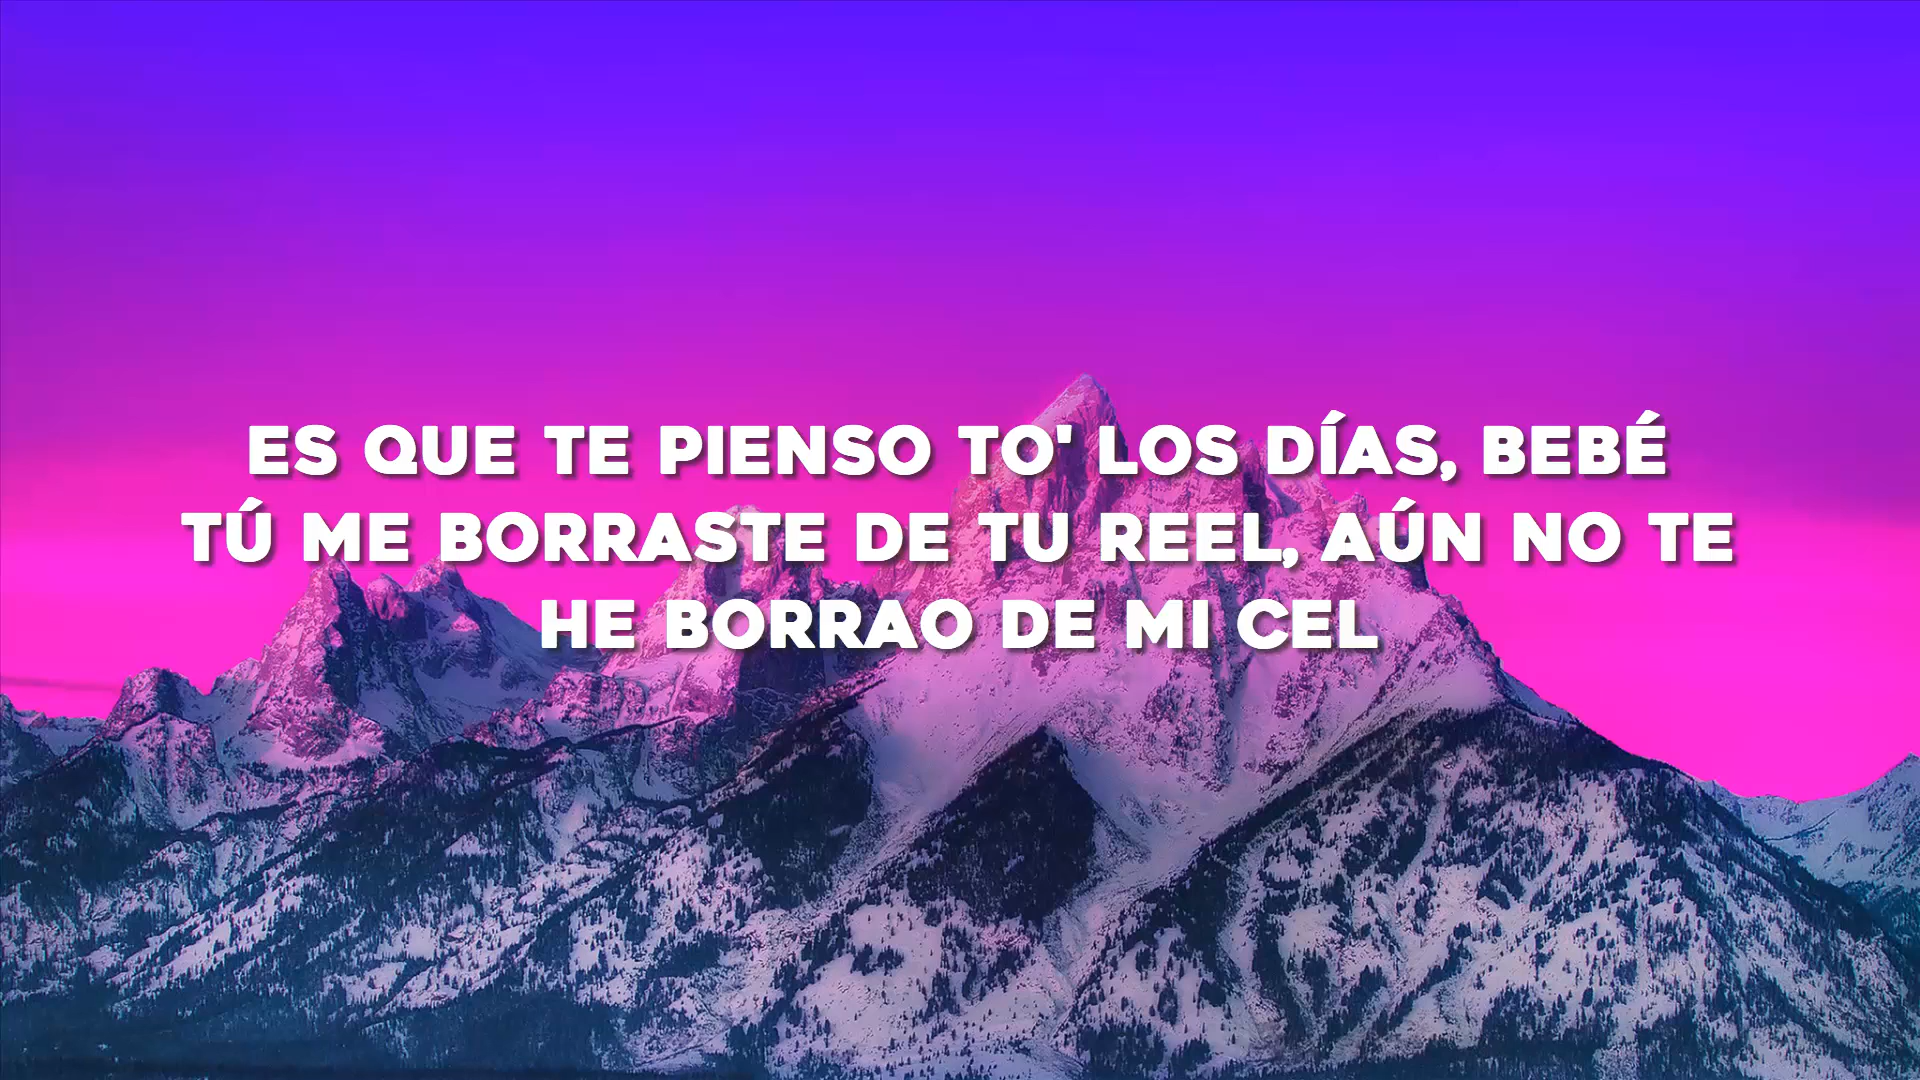 ES QUE TE PIENSO TO' LOS DÍAS, BEBÉ
TÚ ME BORRASTE DE TU REEL, AÚN NO TE
HE BORRAO DE MI CEL